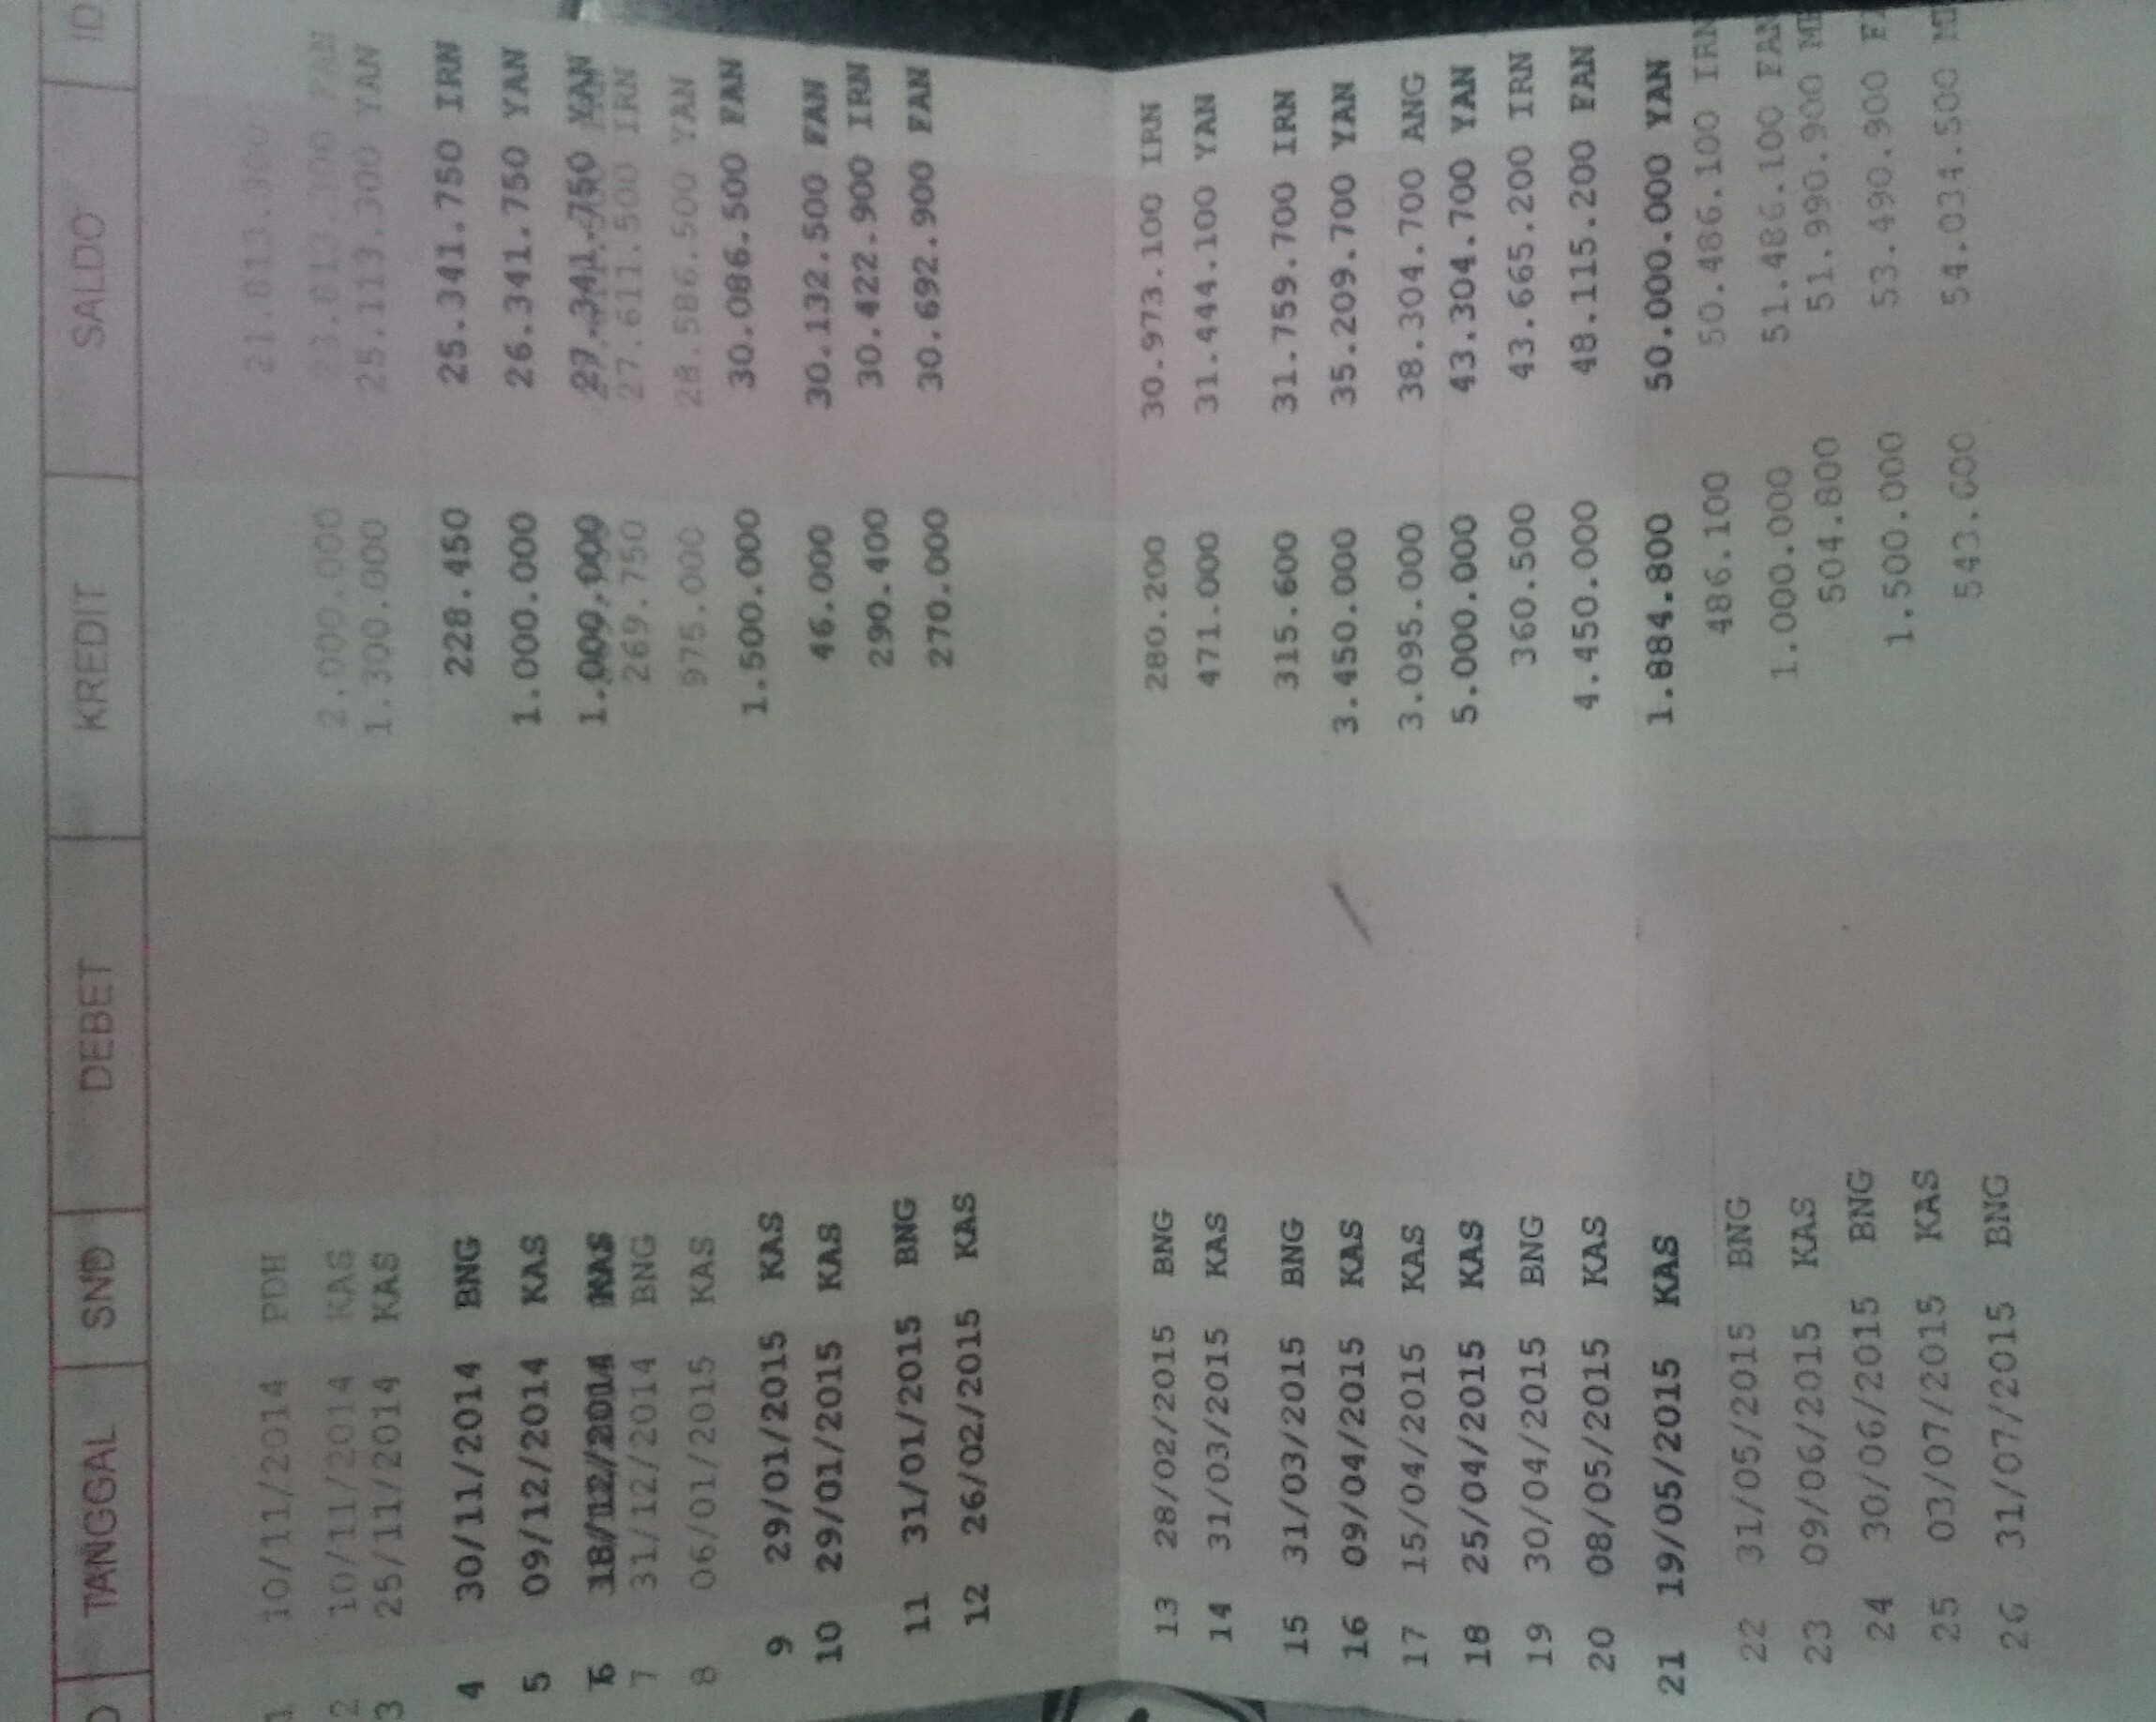 TANGGAL SND DEBET KREDIT SALDO ID
1 10/11/2014 PDH 21.813.300
2 10/11/2014 KAS 2.000.000 23.813.300 FAN
3 25/11/2014 KAS 1.300.000 25.113.300 YAN
4 30/11/2014 BNG 228.450 25.341.750 IRN
5 09/12/2014 KAS 1.000.000 26.341.750 YAN
6 18/12/2014 KAS 1.000.000 27.341.750 YAN
7 31/12/2014 BNG 269.750 27.611.500 IRN
8 06/01/2015 KAS 975.000 28.586.500 YAN
9 29/01/2015 KAS 1.500.000 30.086.500 FAN
10 29/01/2015 KAS 46.000 30.132.500 FAN
11 31/01/2015 BNG 290.400 30.422.900 IRN
12 26/02/2015 KAS 270.000 30.692.900 FAN
13 28/02/2015 BNG 280.200 30.973.100 IRN
14 31/03/2015 KAS 471.000 31.444.100 YAN
15 31/03/2015 BNG 315.600 31.759.700 IRN
16 09/04/2015 KAS 3.450.000 35.209.700 YAN
17 15/04/2015 KAS 3.095.000 38.304.700 ANG
18 25/04/2015 KAS 5.000.000 43.304.700 YAN
19 30/04/2015 BNG 360.500 43.665.200 IRN
20 08/05/2015 KAS 4.450.000 48.115.200 FAN
21 19/05/2015 KAS 1.884.800 50.000.000 YAN
22 31/05/2015 BNG 486.100 50.486.100 IRN
23 09/06/2015 KAS 1.000.000 51.486.100 FAN
24 30/06/2015 BNG 504.800 51.990.900
25 03/07/2015 KAS 1.500.000 53.490.900
26 31/07/2015 BNG 543.600 54.034.500